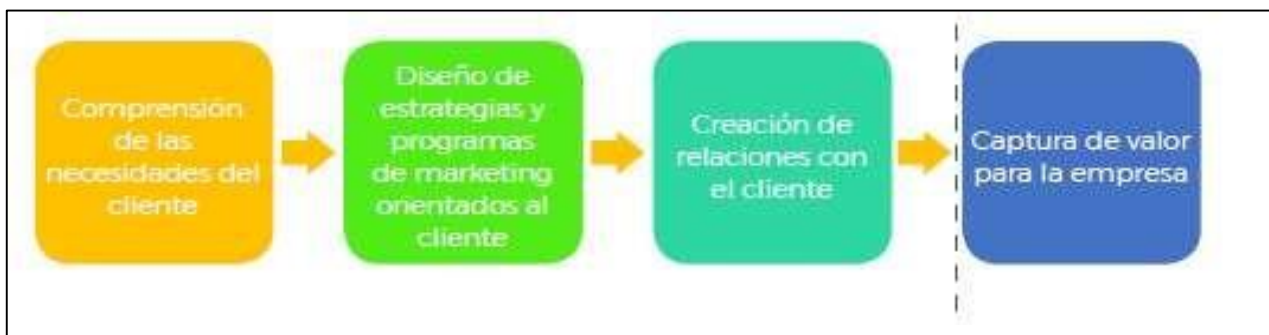 Comprensión
de las
necesidades del
cliente
Diseño de
estrategias y
programas
de marketing
orientados al
cliente
Creación de
relaciones con
el cliente
Captura de valor
para la empresa